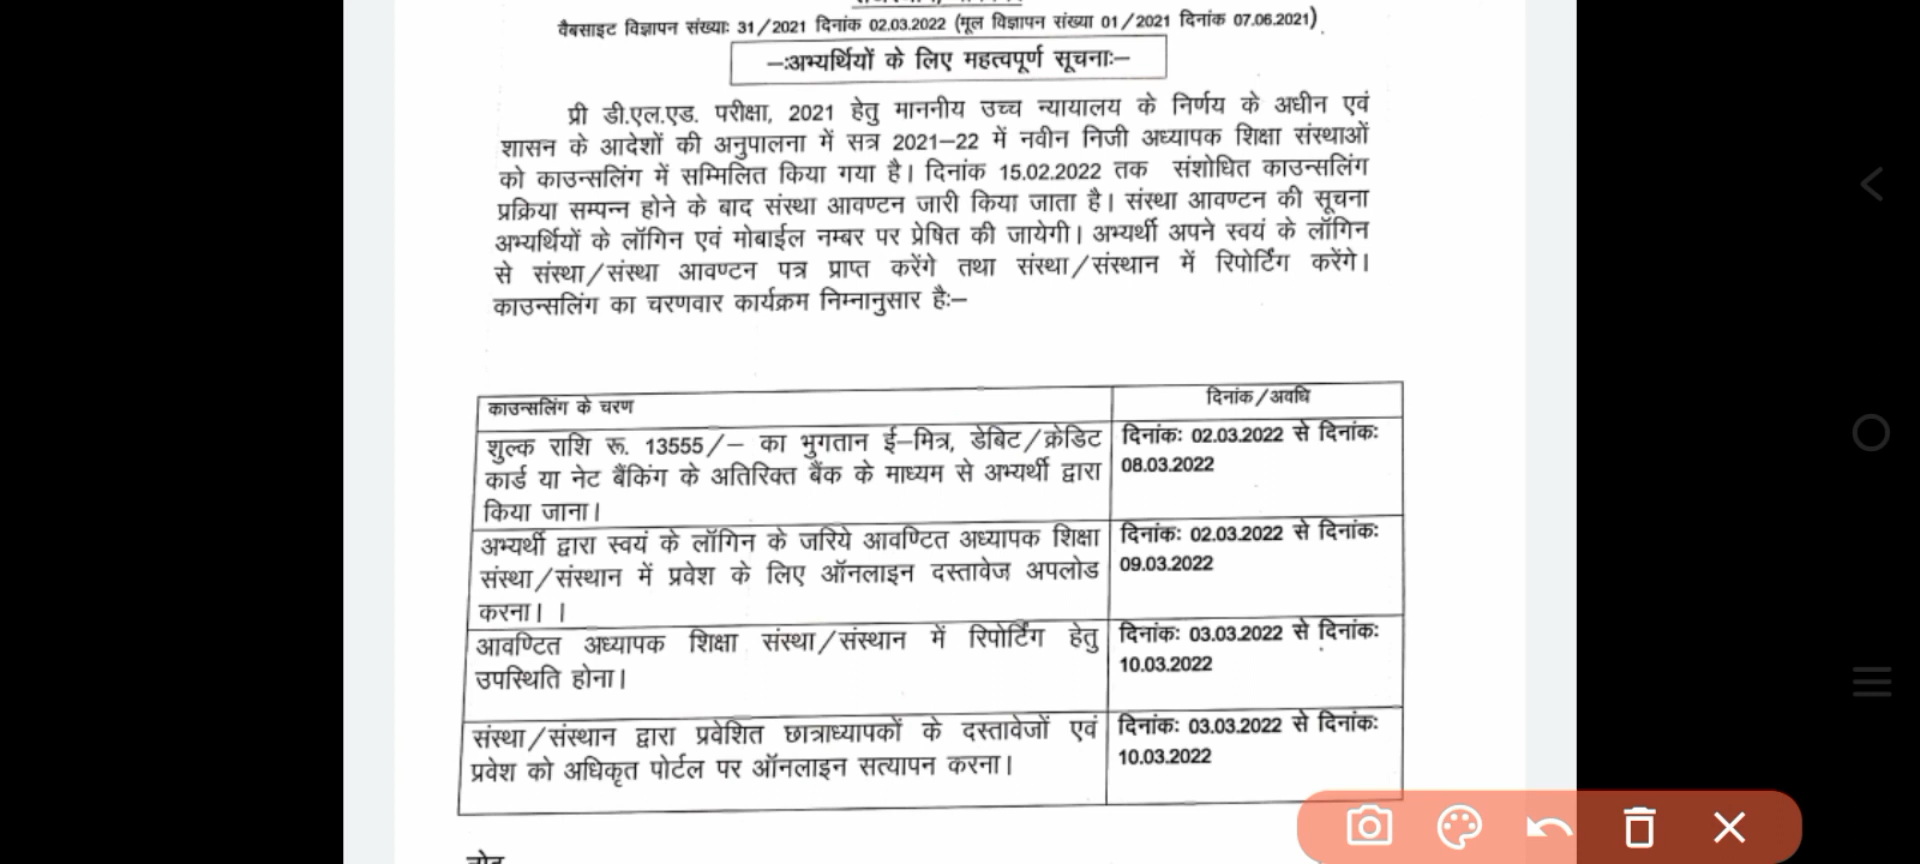 वैबसाइट विज्ञापन संख्याः 31/2021 दिनांक 02.03.2022 (मूल विज्ञापन संख्या 01/2021 दिनांक 07.06.2021)
–:अभ्यर्थियों के लिए महत्वपूर्ण सूचनाः–
प्री डी.एल.एड. परीक्षा, 2021 हेतु माननीय उच्च न्यायालय के निर्णय के अधीन एवं
शासन के आदेशों की अनुपालना में सत्र 2021–22 में नवीन निजी अध्यापक शिक्षा संस्थाओं
को काउन्सलिंग में सम्मिलित किया गया है। दिनांक 15.02.2022 तक संशोधित काउन्सलिंग
प्रक्रिया सम्पन्न होने के बाद संस्था आवण्टन जारी किया जाता है। संस्था आवण्टन की सूचना
अभ्यर्थियों के लॉगिन एवं मोबाईल नम्बर पर प्रेषित की जायेगी। अभ्यर्थी अपने स्वयं के लॉगिन
से संस्था/संस्था आवण्टन पत्र प्राप्त करेंगे तथा संस्था/संस्थान में रिपोर्टिंग करेंगे।
काउन्सलिंग का चरणवार कार्यक्रम निम्नानुसार हैः–
काउन्सलिंग के चरण दिनांक/अवधि
शुल्क राशि रू. 13555/– का भुगतान ई–मित्र, डेबिट/क्रेडिट दिनांकः 02.03.2022 से दिनांकः
कार्ड या नेट बैंकिंग के अतिरिक्त बैंक के माध्यम से अभ्यर्थी द्वारा 08.03.2022
किया जाना।
अभ्यर्थी द्वारा स्वयं के लॉगिन के जरिये आवण्टित अध्यापक शिक्षा दिनांकः 02.03.2022 से दिनांकः
संस्था/संस्थान में प्रवेश के लिए ऑनलाइन दस्तावेज अपलोड 09.03.2022
करना। ।
आवण्टित अध्यापक शिक्षा संस्था/संस्थान में रिपोर्टिंग हेतु दिनांकः 03.03.2022 से दिनांकः
उपस्थिति होना। 10.03.2022
संस्था/संस्थान द्वारा प्रवेशित छात्राध्यापकों के दस्तावेजों एवं दिनांकः 03.03.2022 से दिनांकः
प्रवेश को अधिकृत पोर्टल पर ऑनलाइन सत्यापन करना। 10.03.2022